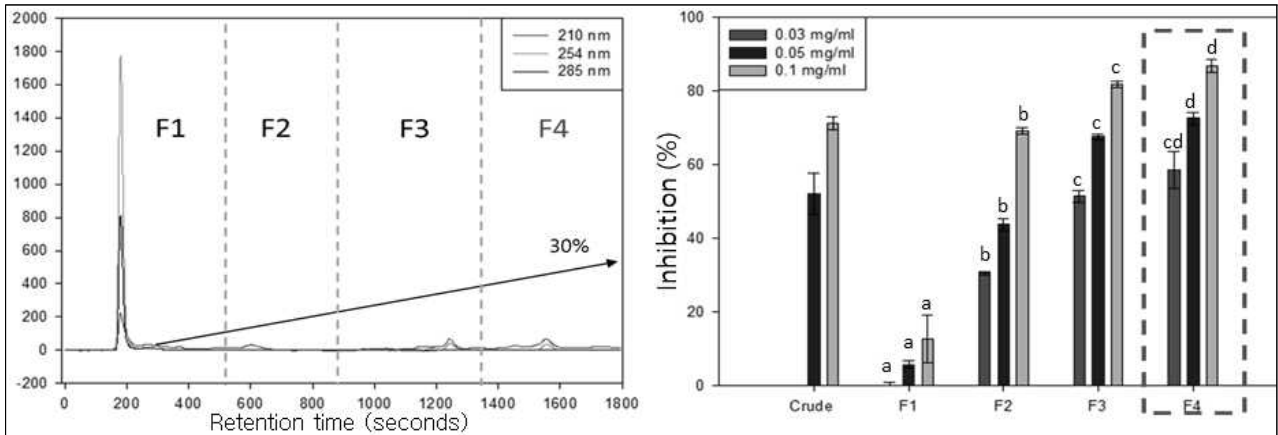 2000
1800
1600
1400
1200
1000
800
600
400
200
0
-200
210 nm
254 nm
285 nm
F1
F2
F3
F4
30%
0 200 400 600 800 1000 1200 1400 1600 1800
Retention time (seconds)
100
80
60
40
20
0
Inhibition (%)
0.03 mg/ml
0.05 mg/ml
0.1 mg/ml
a a a
b b b
c c c
cd d d
Crude F1 F2 F3 F4